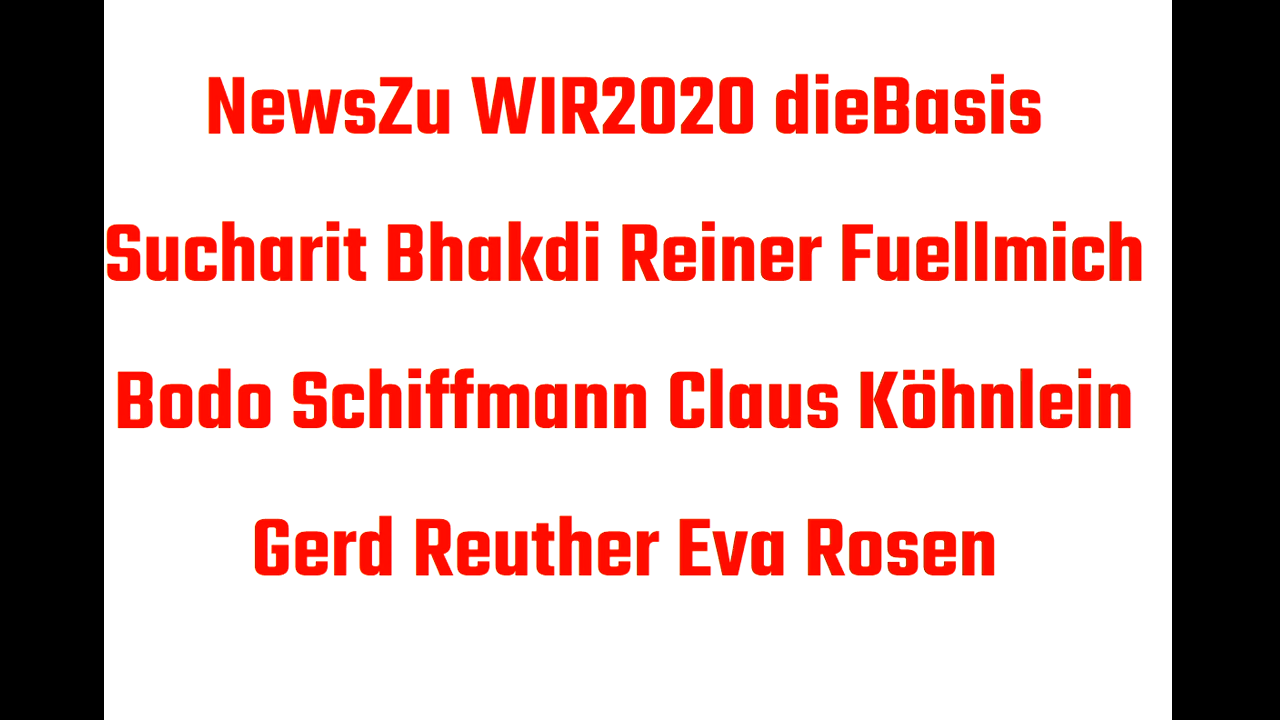 NewsZu WIR2020 dieBasis
Sucharit Bhakdi Reiner Fuellmich
Bodo Schiffmann Claus Köhnlein
Gerd Reuther Eva Rosen